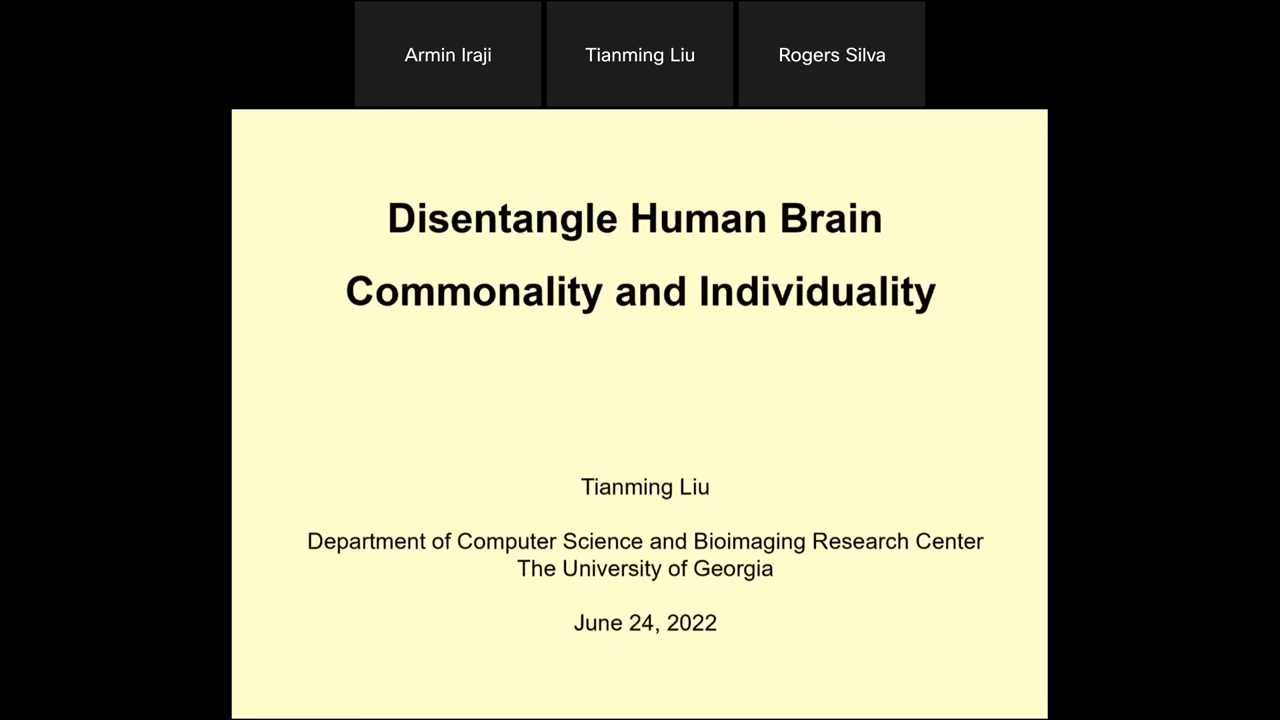 Armin Iraji
Tianming Liu
Rogers Silva
Disentangle Human Brain
Commonality and Individuality
Tianming Liu
Department of Computer Science and Bioimaging Research Center
The University of Georgia
June 24, 2022